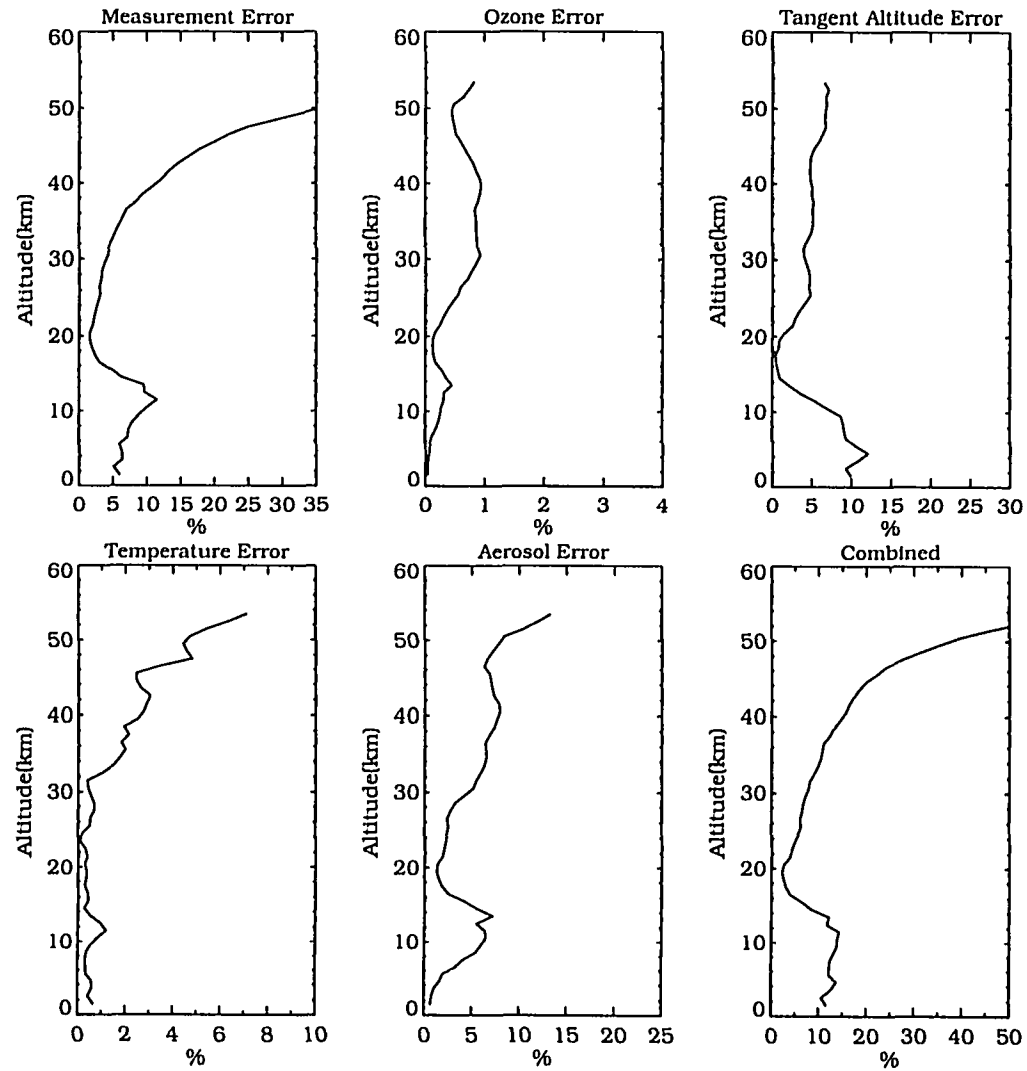 Measurement Error
60
50
40
30
20
10
0
Altitude(km)
0 5 10 15 20 25 30 35
%
Ozone Error
60
50
40
30
20
10
0
Altitude(km)
0 1 2 3 4
%
Tangent Altitude Error
60
50
40
30
20
10
0
Altitude(km)
0 5 10 15 20 25 30
%
Temperature Error
60
50
40
30
20
10
0
Altitude(km)
0 2 4 6 8 10
%
Aerosol Error
60
50
40
30
20
10
0
Altitude(km)
0 5 10 15 20 25
%
Combined
60
50
40
30
20
10
0
Altitude(km)
0 10 20 30 40 50
%